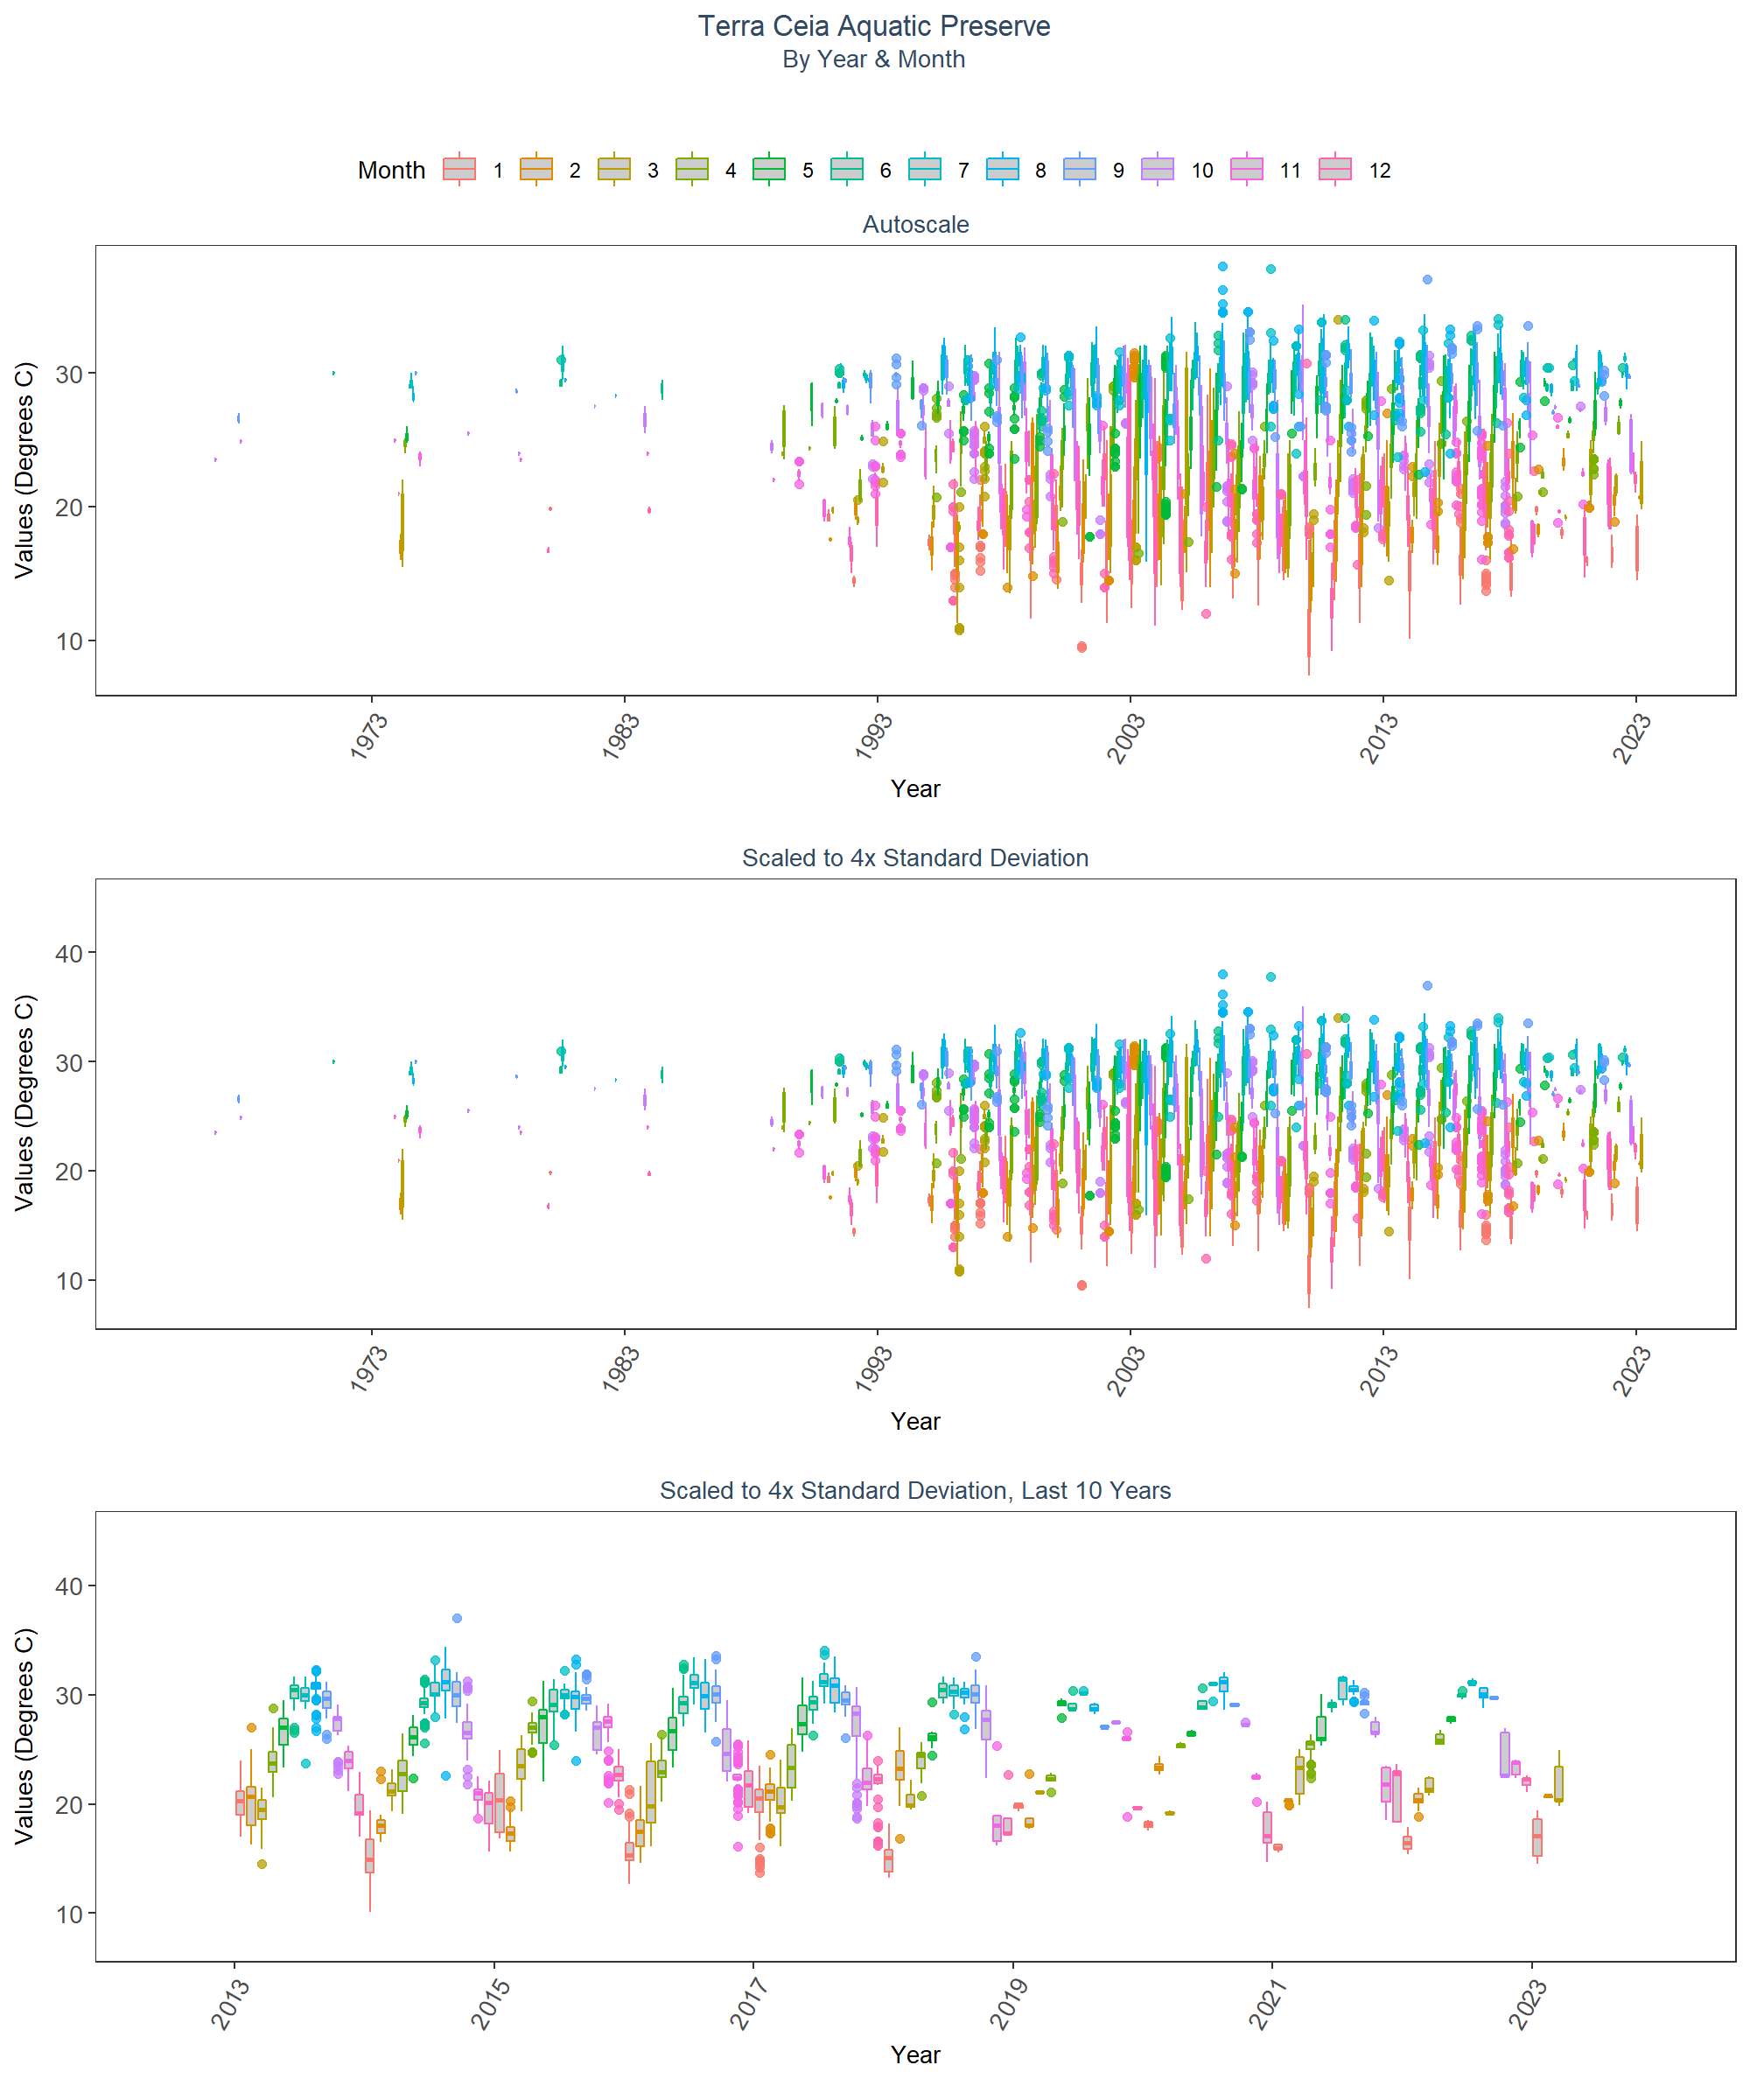 Terra Ceia Aquatic Preserve
By Year & Month
Month 1 2 3 4 5 6 7 8 9 10 11 12
Autoscale
Values (Degrees C)
30
20
10
1973 1983 1993 2003 2013 2023
Year
Scaled to 4x Standard Deviation
Values (Degrees C)
40
30
20
10
1973 1983 1993 2003 2013 2023
Year
Scaled to 4x Standard Deviation, Last 10 Years
Values (Degrees C)
40
30
20
10
2013 2015 2017 2019 2021 2023
Year